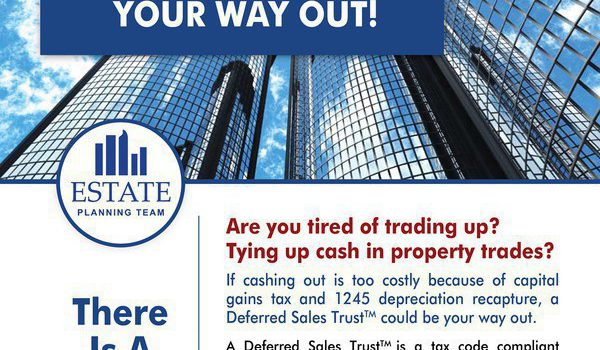 YOUR WAY OUT!
ESTATE
PLANNING TEAM
Are you tired of trading up?
Tying up cash in property trades?
If cashing out is too costly because of capital
gains tax and 1245 depreciation recapture, a
Deferred Sales Trust™ could be your way out.
A Deferred Sales Trust™ is a tax code compliant
There
Is A